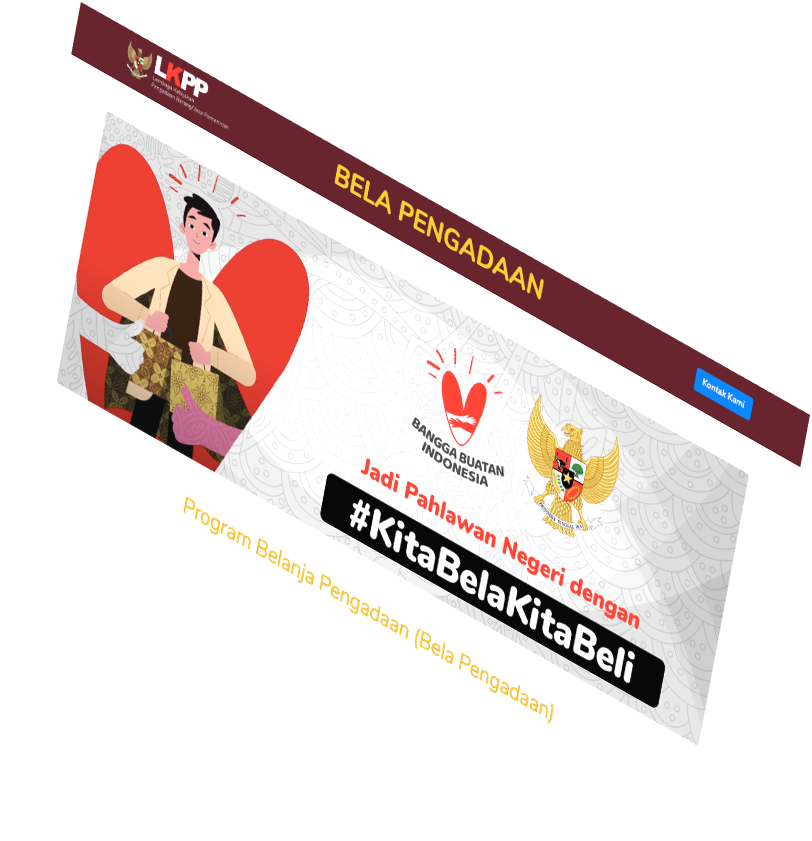 LKPP
Lembaga Kebijakan
Pengadaan Barang/Jasa Pemerintah
BELA PENGADAAN
Kontak Kami
BANGGA BUATAN
INDONESIA
Jadi Pahlawan Negeri dengan
#KitaBelaKitaBeli
Program Belanja Pengadaan (Bela Pengadaan)